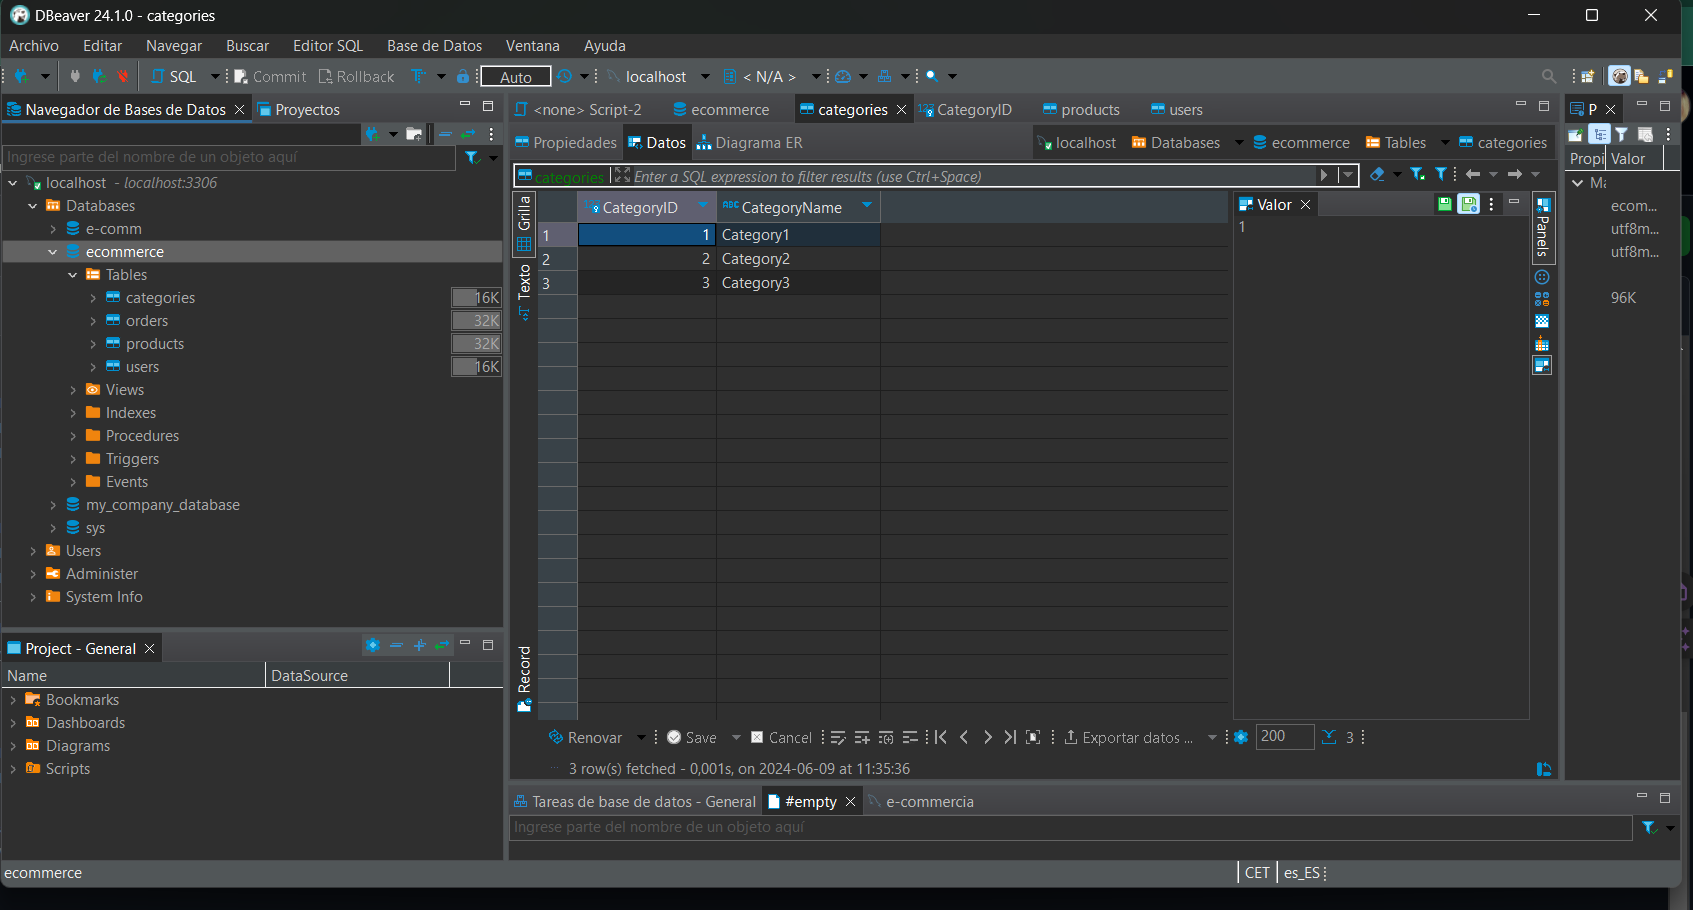 DBeaver 24.1.0 - categories
Archivo Editar Navegar Buscar Editor SQL Base de Datos Ventana Ayuda
SQL Commit Rollback Auto localhost < N/A >
Navegador de Bases de Datos Proyectos
Ingrese parte del nombre de un objeto aquí
localhost - localhost:3306
Databases
e-comm
ecommerce
Tables
categories 16K
orders 32K
products 32K
users 16K
Views
Indexes
Procedures
Triggers
Events
my_company_database
sys
Users
Administer
System Info
Project - General
Name DataSource
Bookmarks
Dashboards
Diagrams
Scripts
<none> Script-2 ecommerce categories 123 CategoryID products users
Propiedades Datos Diagrama ER localhost Databases ecommerce Tables categories
categories Enter a SQL expression to filter results (use Ctrl+Space)
Grilla
Texto
Record
123 CategoryID ABC CategoryName
1 1 Category1
2 2 Category2
3 3 Category3
Valor
1
Panels
Renovar Save Cancel Exportar datos ... 200 3
3 row(s) fetched - 0,001s, on 2024-06-09 at 11:35:36
P
Propi Valor
Ma
ecom...
utf8m...
utf8m...
96K
Tareas de base de datos - General #empty e-commercia
Ingrese parte del nombre de un objeto aquí
ecommerce CET es_ES